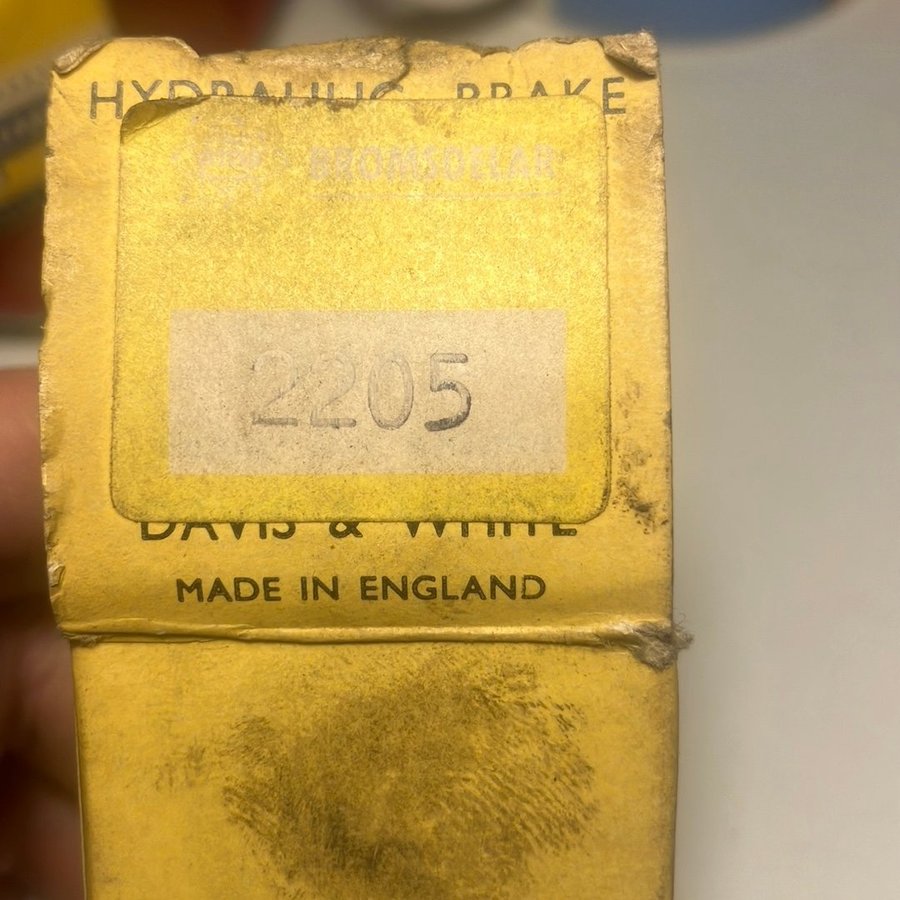 HYDRAULIC BRAKE
BROMSDELAR
2205
DAVIS & WHITE
MADE IN ENGLAND